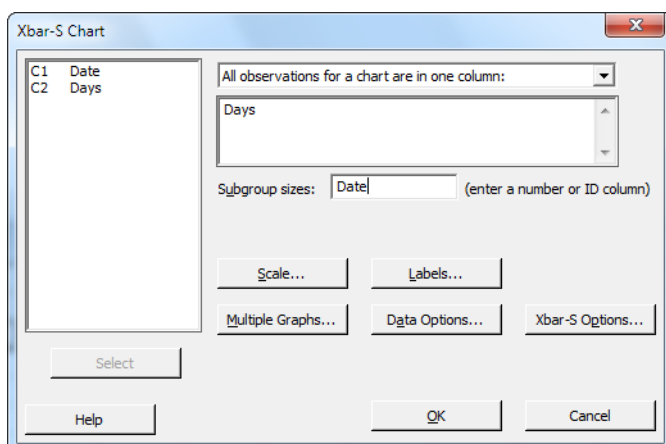 Xbar-S Chart
C1 Date
C2 Days
All observations for a chart are in one column:
Days
Subgroup sizes: Date (enter a number or ID column)
Scale... Labels...
Multiple Graphs... Data Options... Xbar-S Options...
Select
Help OK Cancel